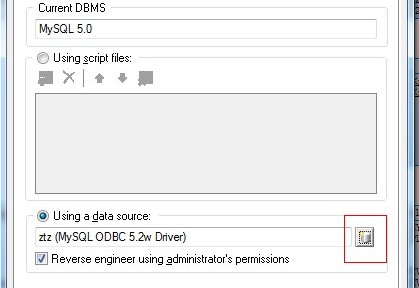 Current DBMS
MySQL 5.0
Using script files:
Using a data source:
ztz (MySQL ODBC 5.2w Driver)
Reverse engineer using administrator's permissions